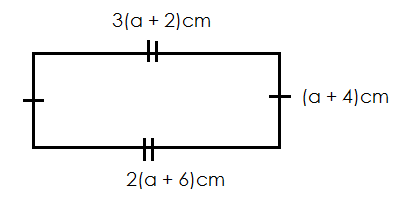 3(a + 2)cm
(a + 4)cm
2(a + 6)cm